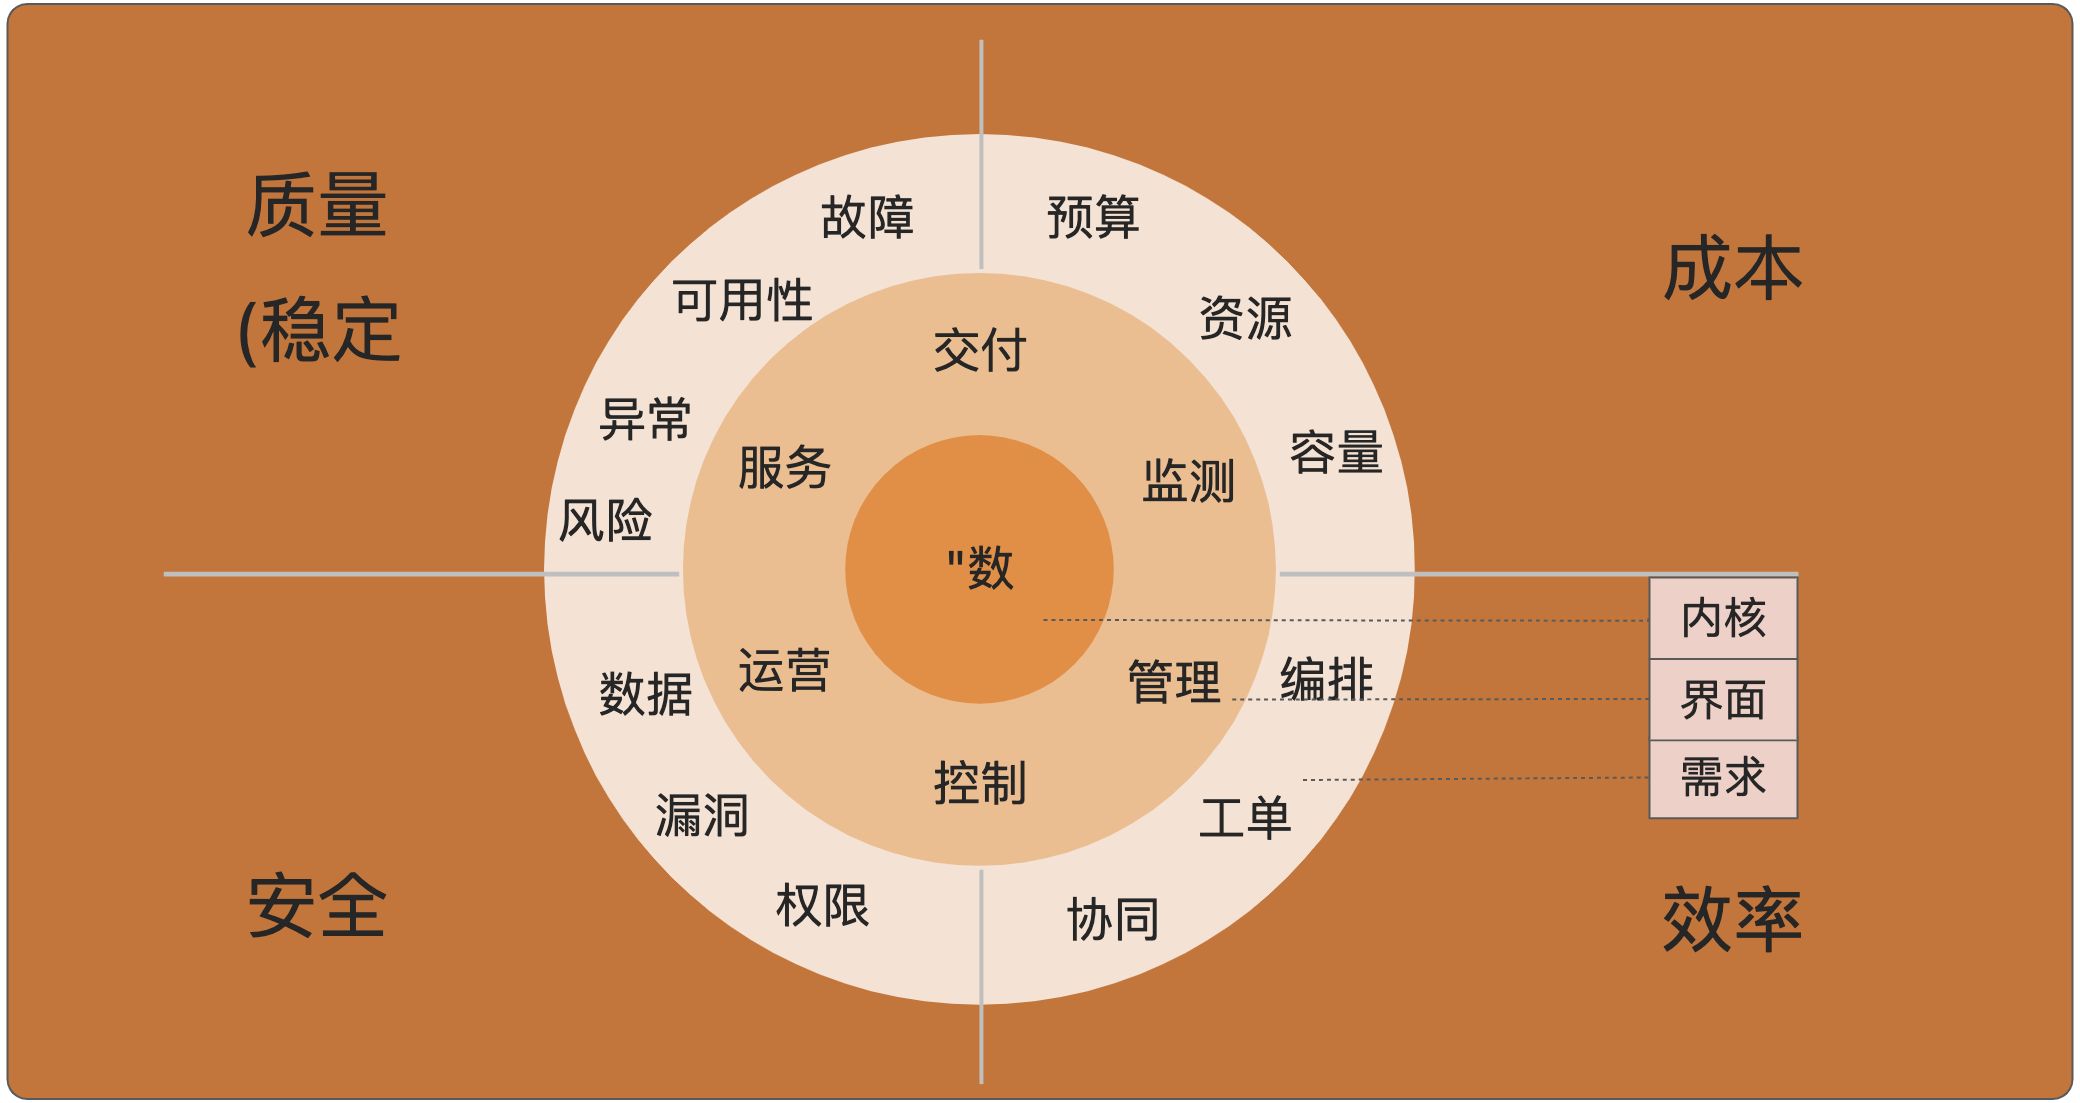 质量
(稳定
成本
故障
预算
可用性
资源
交付
异常
容量
服务
监测
风险
"数
内核
数据
运营
管理
编排
界面
控制
需求
漏洞
工单
权限
协同
安全
效率